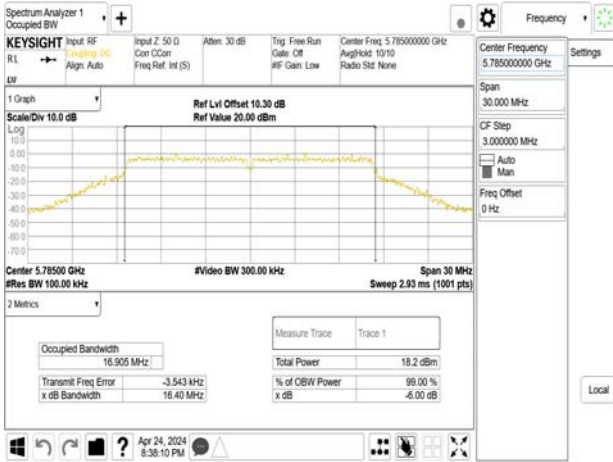 Spectrum Analyzer 1
Occupied BW
Frequency
KEYSIGHT
Input: RF
Coupling: DC
Align: Auto
Input Z: 50 Ω
Corr CCorr
Freq Ref: Int (S)
Atten: 30 dB
Trig: Free Run
Gate: Off
#IF Gain: Low
Center Freq: 5.785000000 GHz
Avg|Hold: 10/10
Radio Std: None
R L
Center Frequency
5.785000000 GHz
Settings
Span
30.000 MHz
CF Step
3.000000 MHz
Auto
Man
Freq Offset
0 Hz
Local
1 Graph
Scale/Div 10.0 dB
Ref Lvl Offset 10.30 dB
Ref Value 20.00 dBm
Log
10.0
0.00
-10.0
-20.0
-30.0
-40.0
-50.0
-60.0
-70.0
Center 5.78500 GHz
#Video BW 300.00 kHz
Span 30 MHz
#Res BW 100.00 kHz
Sweep 2.93 ms (1001 pts)
2 Metrics
Measure Trace
Trace 1
Occupied Bandwidth
16.905 MHz
Total Power
18.2 dBm
Transmit Freq Error
-3.543 kHz
% of OBW Power
99.00 %
x dB Bandwidth
16.40 MHz
x dB
-6.00 dB
?
Apr 24, 2024
8:38:10 PM